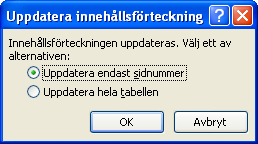 Uppdatera innehållsförteckning
Innehållsförteckningen uppdateras. Välj ett av
alternativen:
Uppdatera endast sidnummer
Uppdatera hela tabellen
OK
Avbryt